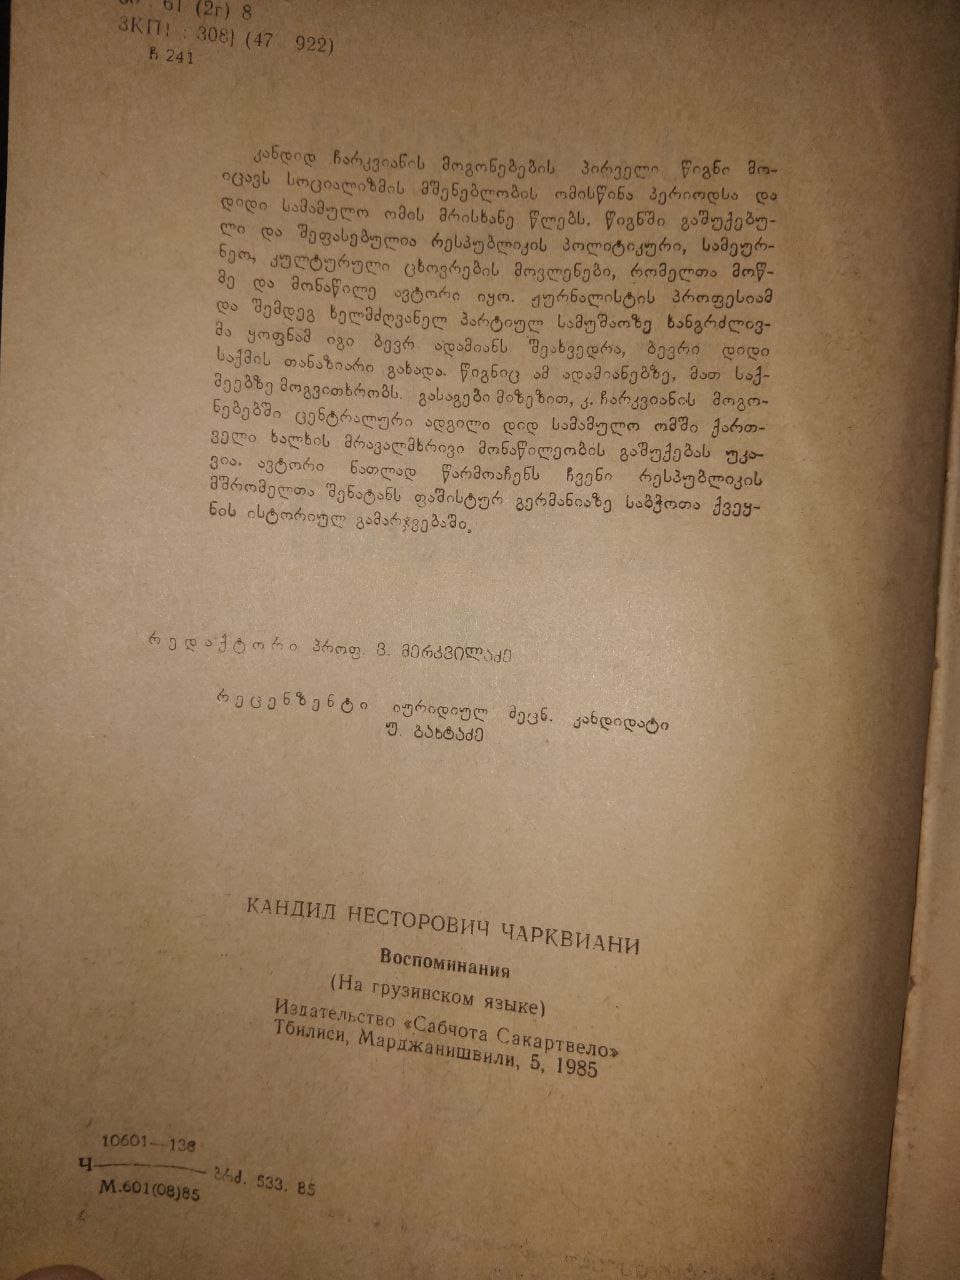 61 (2г) 8
ЗКП1 : 308] (47 922)
ჩ 241
კანდიდ ჩარკვიანის მოგონებების პირველი წიგნი მო-
იცავს სოციალიზმის მშენებლობის ომისწინა პერიოდსა და
დიდი სამამულო ომის მრისხანე წლებს. წიგნში გაშუქებუ-
ლი და შეფასებულია რესპუბლიკის პოლიტიკური, სამეურ-
ნეო, კულტურული ცხოვრების მოვლენები, რომელთა მოწ-
მე და მონაწილე ავტორი იყო. ჟურნალისტის პროფესიამ
და შემდეგ ხელმძღვანელ პარტიულ სამუშაოზე ხანგრძლივ-
მა ყოფნამ იგი ბევრ ადამიანს შეახვედრა, ბევრი დიდი
საქმის თანაზიარი გახადა. წიგნიც ამ ადამიანებზე, მათ საქ-
მეებზე მოგვითხრობს. გასაგები მიზეზით, კ. ჩარკვიანის მოგო-
ნებებში ცენტრალური ადგილი დიდ სამამულო ომში ქართ-
ველი ხალხის მრავალმხრივი მონაწილეობის გაშუქებას უკა-
ვია. ავტორი ნათლად წარმოაჩენს ჩვენი რესპუბლიკის
მშრომელთა შენატანს ფაშისტურ გერმანიაზე საბჭოთა ქვეყ-
ნის ისტორიულ გამარჯვებაში.
რედაქტორი პროფ. ვ. მერკვილაძე
რეცენზენტი იურიდიულ მეცნ. კანდიდატი
უ. ბახტაძე
КАНДИЛ НЕСТОРОВИЧ ЧАРКВИАНИ
Воспоминания
(На грузинском языке)
Издательство «Сабчота Сакартвело»
Тбилиси, Марджанишвили, 5, 1985
10601—138
Ч
М.601(08)85
გრძ. 533. 85